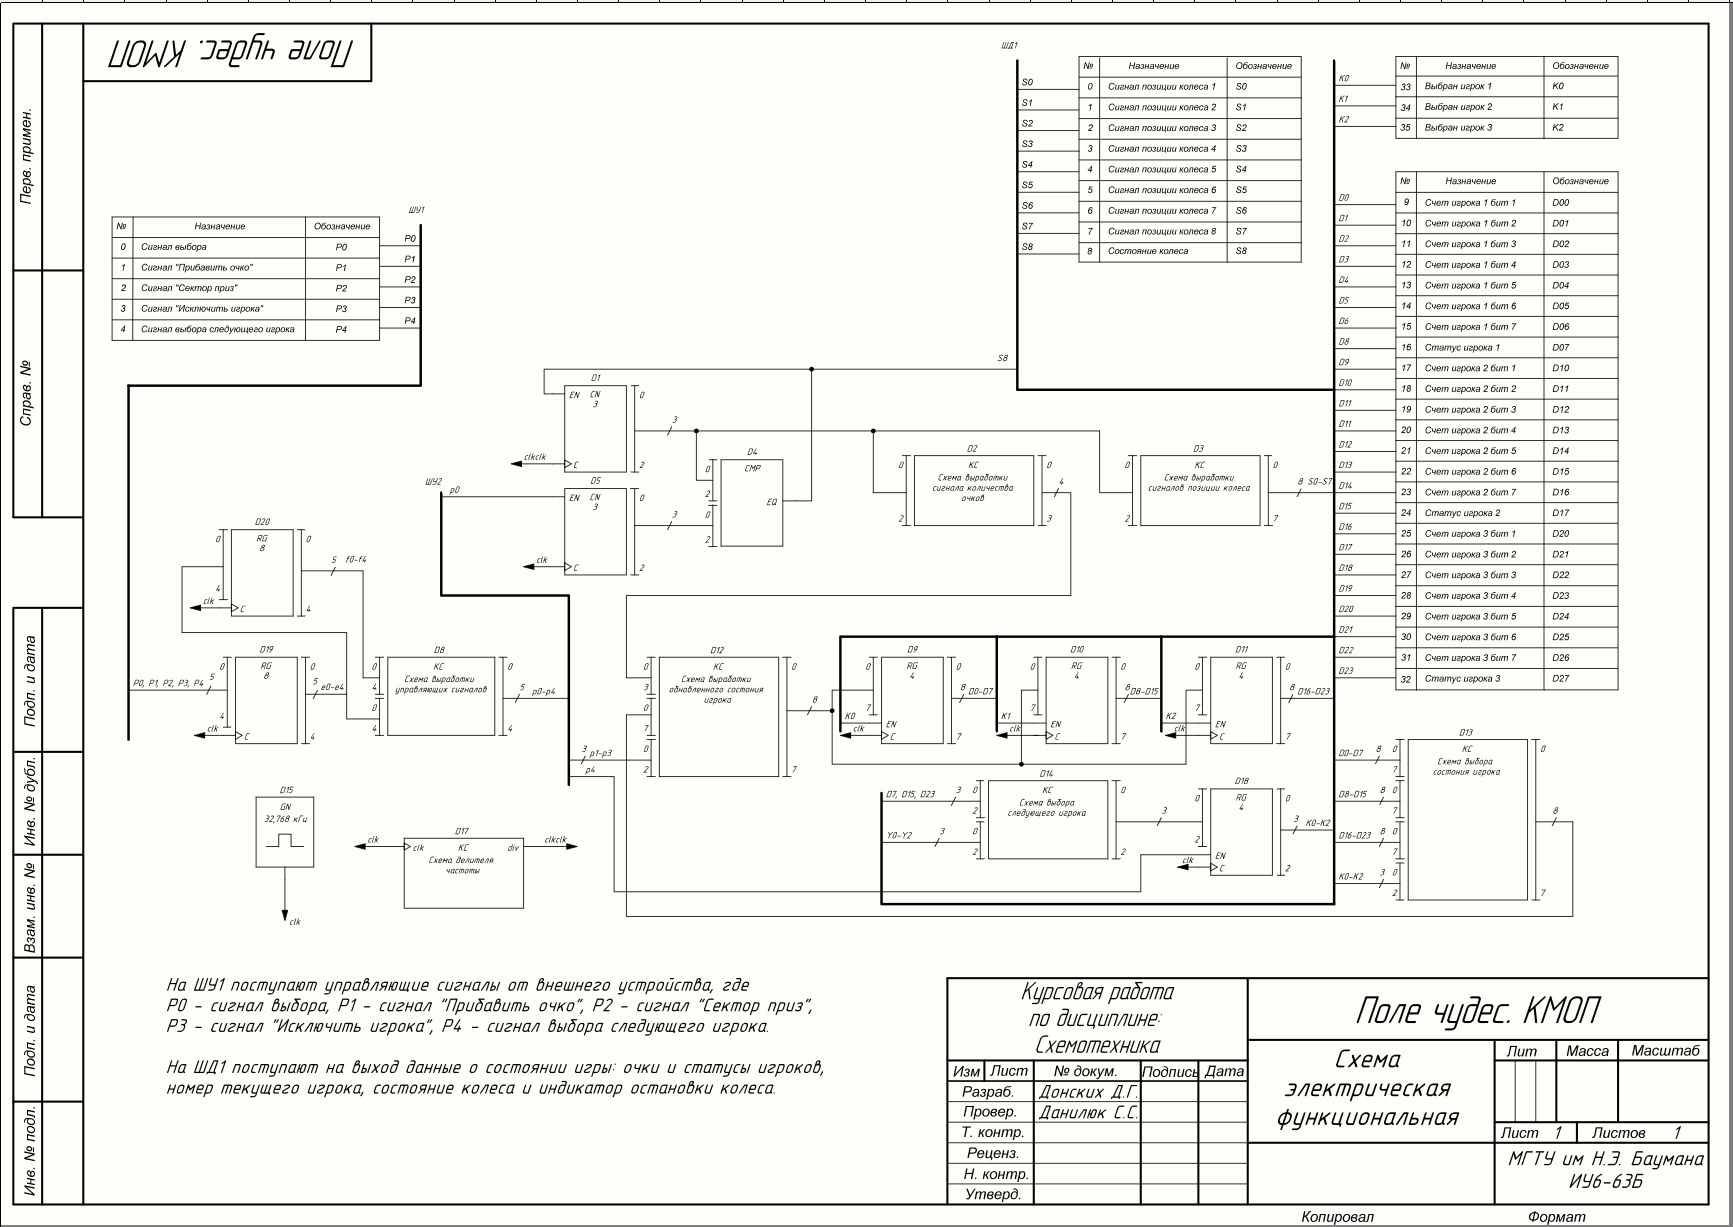 Поле чудес. КМОП
Перв. примен.
Справ. №
Подп. и дата
Инв. № дубл.
Взам. инв. №
Подп. и дата
Инв. № подл.
ШУ1
№ Назначение Обозначение
0 Сигнал выбора P0
1 Сигнал "Прибавить очко" P1
2 Сигнал "Сектор приз" P2
3 Сигнал "Исключить игрока" P3
4 Сигнал выбора следующего игрока P4
P0
P1
P2
P3
P4
ШД1
S0
S1
S2
S3
S4
S5
S6
S7
S8
№ Назначение Обозначение
0 Сигнал позиции колеса 1 S0
1 Сигнал позиции колеса 2 S1
2 Сигнал позиции колеса 3 S2
3 Сигнал позиции колеса 4 S3
4 Сигнал позиции колеса 5 S4
5 Сигнал позиции колеса 6 S5
6 Сигнал позиции колеса 7 S6
7 Сигнал позиции колеса 8 S7
8 Состояние колеса S8
K0
K1
K2
№ Назначение Обозначение
33 Выбран игрок 1 K0
34 Выбран игрок 2 K1
35 Выбран игрок 3 K2
D0
D1
D2
D3
D4
D5
D6
D8
D9
D10
D11
D11
D12
D13
D14
D15
D16
D17
D18
D19
D20
D21
D22
D23
№ Назначение Обозначение
9 Счет игрока 1 бит 1 D00
10 Счет игрока 1 бит 2 D01
11 Счет игрока 1 бит 3 D02
12 Счет игрока 1 бит 4 D03
13 Счет игрока 1 бит 5 D04
14 Счет игрока 1 бит 6 D05
15 Счет игрока 1 бит 7 D06
16 Статус игрока 1 D07
17 Счет игрока 2 бит 1 D10
18 Счет игрока 2 бит 2 D11
19 Счет игрока 2 бит 3 D12
20 Счет игрока 2 бит 4 D13
21 Счет игрока 2 бит 5 D14
22 Счет игрока 2 бит 6 D15
23 Счет игрока 2 бит 7 D16
24 Статус игрока 2 D17
25 Счет игрока 3 бит 1 D20
26 Счет игрока 3 бит 2 D21
27 Счет игрока 3 бит 3 D22
28 Счет игрока 3 бит 4 D23
29 Счет игрока 3 бит 5 D24
30 Счет игрока 3 бит 6 D25
31 Счет игрока 3 бит 7 D26
32 Статус игрока 3 D27
S8
D1
EN CN 0
3
3
clkclk C 2
D4
0 CMP
2
0 EQ
2
D2
0 КС 0
Схема выработки
сигнала количества
очков
4
2 3
D3
0 КС 0
Схема выработки
сигналов позиции колеса
8 S0-S7
2 7
ШУ2
p0
D5
EN CN 0
3
3
clk C 2
D20
0 RG 0
8
5 f0-f4
4
clk C 4
D19
0 RG 0
8
P0, P1, P2, P3, P4 5
5 e0-e4
4
clk C 4
D8
КС 0
Схема выработки
управляющих сигналов
4
0
4 4
5 p0-p4
3 p1-p3
p4
D12
0 КС 0
Схема выработки
обновленного состония
игрока
3
0
7
0
2 7
8
D9
0 RG 0
4
7
K0 EN
clk C 7
8 D0-D7
D10
0 RG 0
4
7
K1 EN
clk C 7
8 D8-D15
D11
0 RG 0
4
7
K2 EN
clk C 7
8 D16-D23
D14
КС 0
Схема выбора
следующего игрока
D7, D15, D23 3 0
2
Y0-Y2 3 0
2 2
3
D18
0 RG 0
4
2
EN
clk C 2
3 K0-K2
D13
КС 0
Схема выбора
состония игрока
D0-D7 8 0
7
D8-D15 8 0
7
D16-D23 8 0
7
K0-K2 3 0
2 7
8
D15
GN
32,768 кГц
clk
D17
clk clk КС div clkclk
Схема делителя
частоты
На ШУ1 поступают управляющие сигналы от внешнего устройства, где
P0 - сигнал выбора, P1 - сигнал "Прибавить очко", P2 - сигнал "Сектор приз",
P3 - сигнал "Исключить игрока", P4 - сигнал выбора следующего игрока.
На ШД1 поступают на выход данные о состоянии игры: очки и статусы игроков,
номер текущего игрока, состояние колеса и индикатор остановки колеса.
Курсовая работа
по дисциплине:
Схемотехника
Изм Лист № докум. Подпись Дата
Разраб. Донских Д.Г.
Провер. Данилюк С.С.
Т. контр.
Реценз.
Н. контр.
Утверд.
Поле чудес. КМОП
Схема
электрическая
функциональная
Лит Масса Масштаб
Лист 1 Листов 1
МГТУ им Н.Э. Баумана
ИУ6-63Б
Копировал Формат